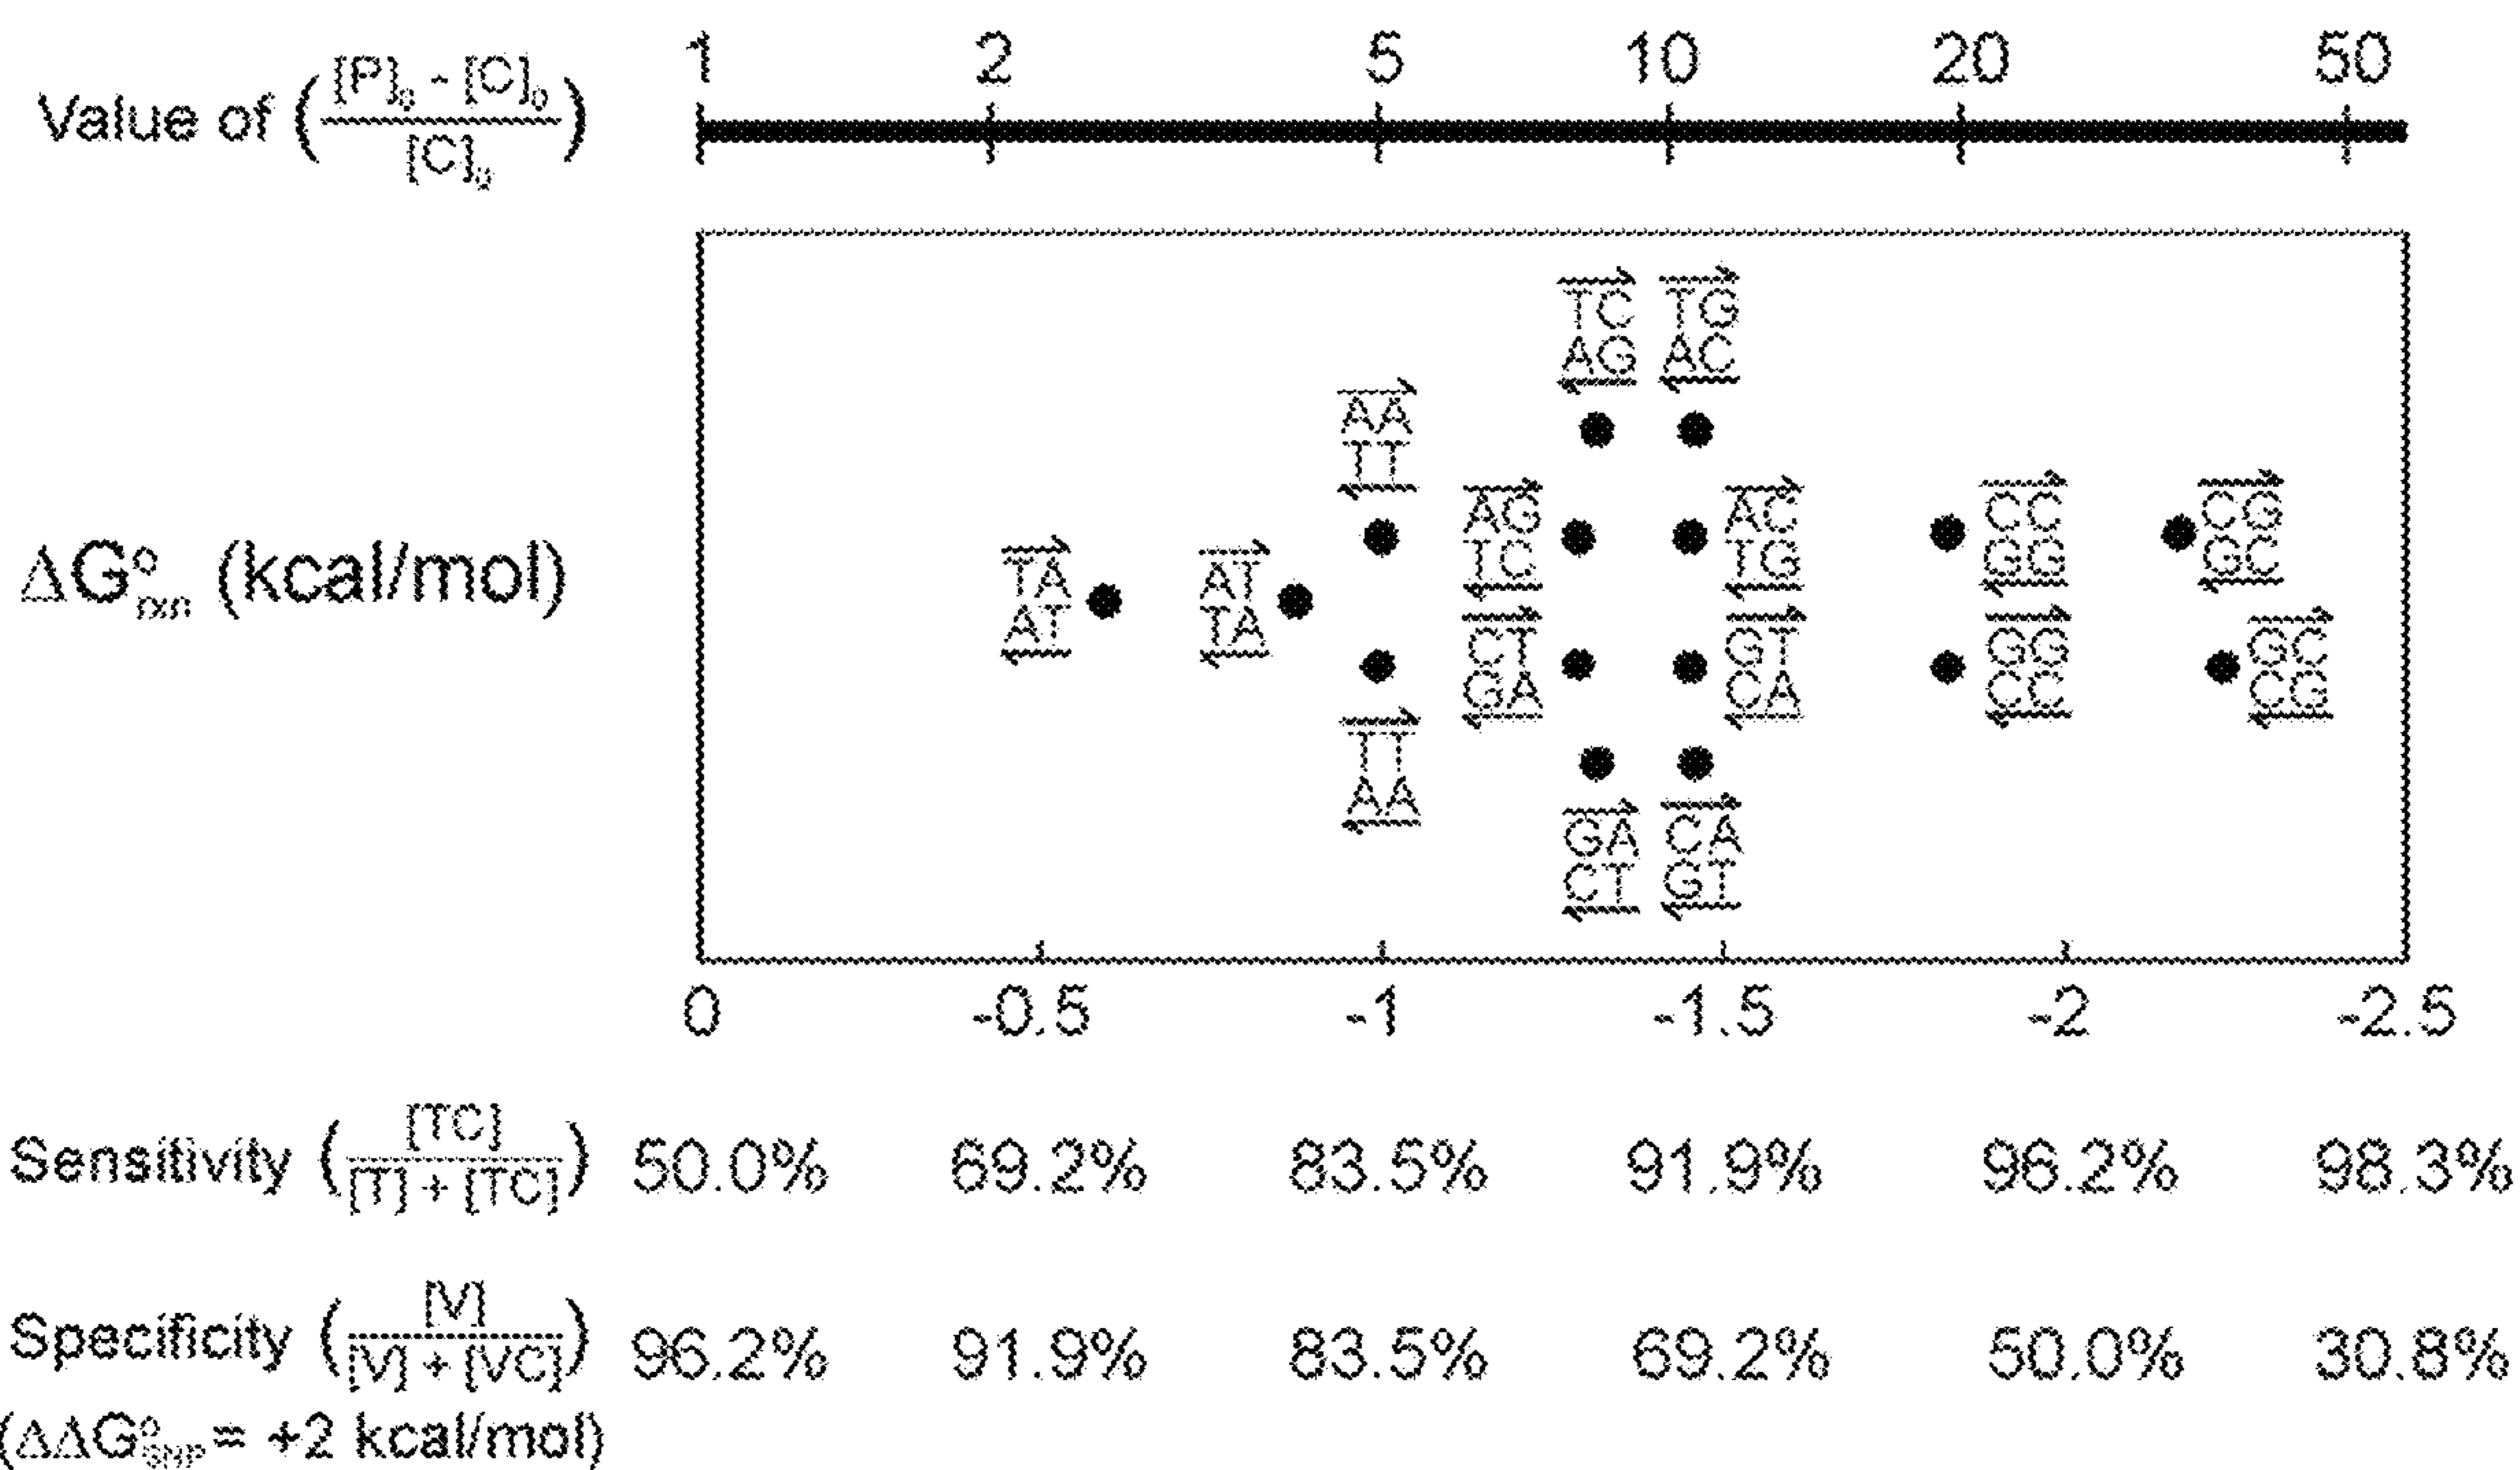 1 2 5 10 20 50
Value of ([P]₀ - [C]₀ / [C]₀)
TC TG
AG AC
AA
TT
AG AC CC CG
TC TG GG GC
TA AT
AT TA
CT GT GG GC
GA CA CC CG
TT
AA
GA CA
CT GT
ΔG°rxn (kcal/mol)
0 -0.5 -1 -1.5 -2 -2.5
Sensitivity ([TC] / [T] + [TC]) 50.0% 69.2% 83.5% 91.9% 96.2% 98.3%
Specificity ([V] / [V] + [VC]) 96.2% 91.9% 83.5% 69.2% 50.0% 30.8%
(ΔΔG°SNP = +2 kcal/mol)